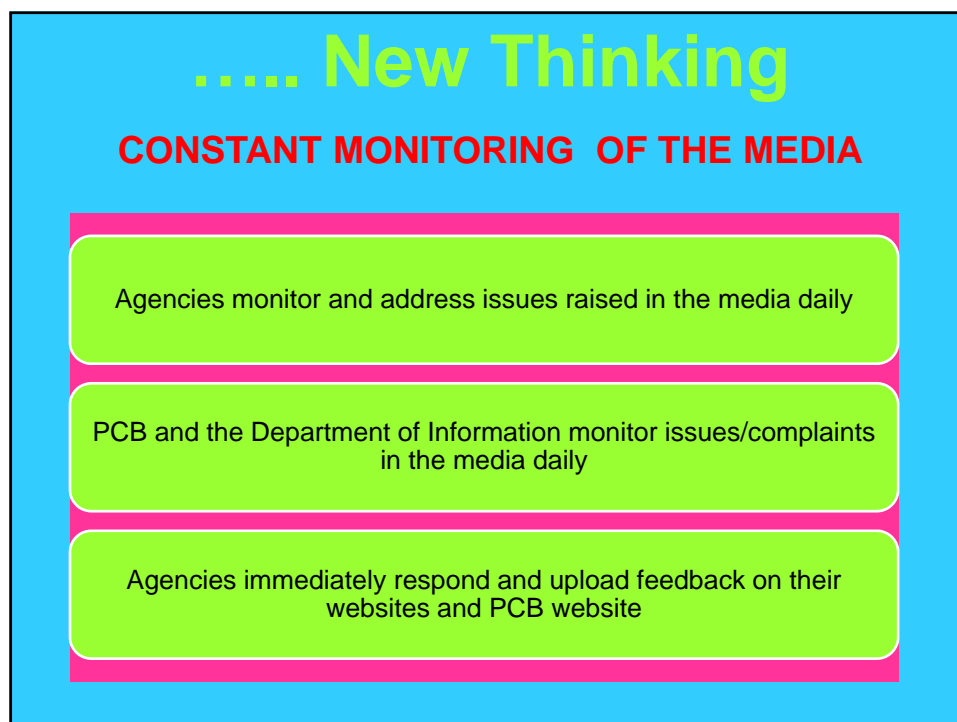 ….. New Thinking
CONSTANT MONITORING OF THE MEDIA
Agencies monitor and address issues raised in the media daily
PCB and the Department of Information monitor issues/complaints
in the media daily
Agencies immediately respond and upload feedback on their
websites and PCB website